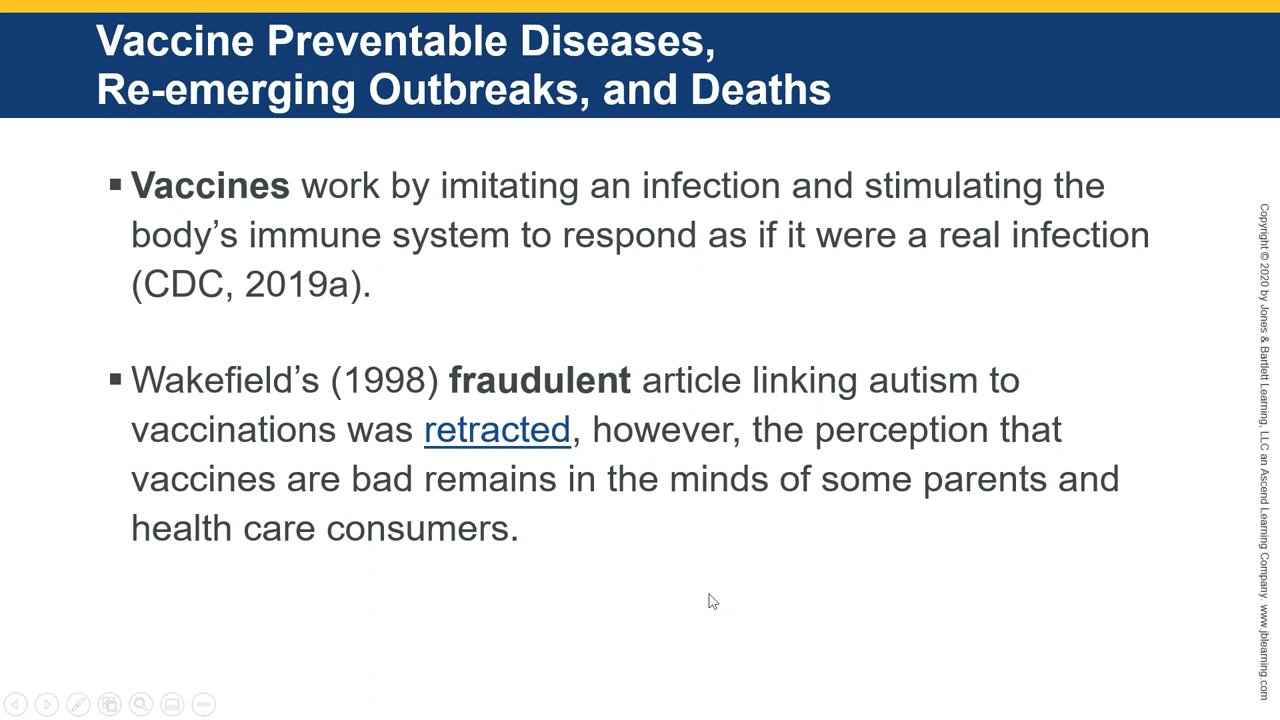 Vaccine Preventable Diseases,
Re-emerging Outbreaks, and Deaths
▪ Vaccines work by imitating an infection and stimulating the
body’s immune system to respond as if it were a real infection
(CDC, 2019a).
▪ Wakefield’s (1998) fraudulent article linking autism to
vaccinations was retracted, however, the perception that
vaccines are bad remains in the minds of some parents and
health care consumers.
Copyright © 2020 by Jones & Bartlett Learning, LLC an Ascend Learning Company. www.jblearning.com